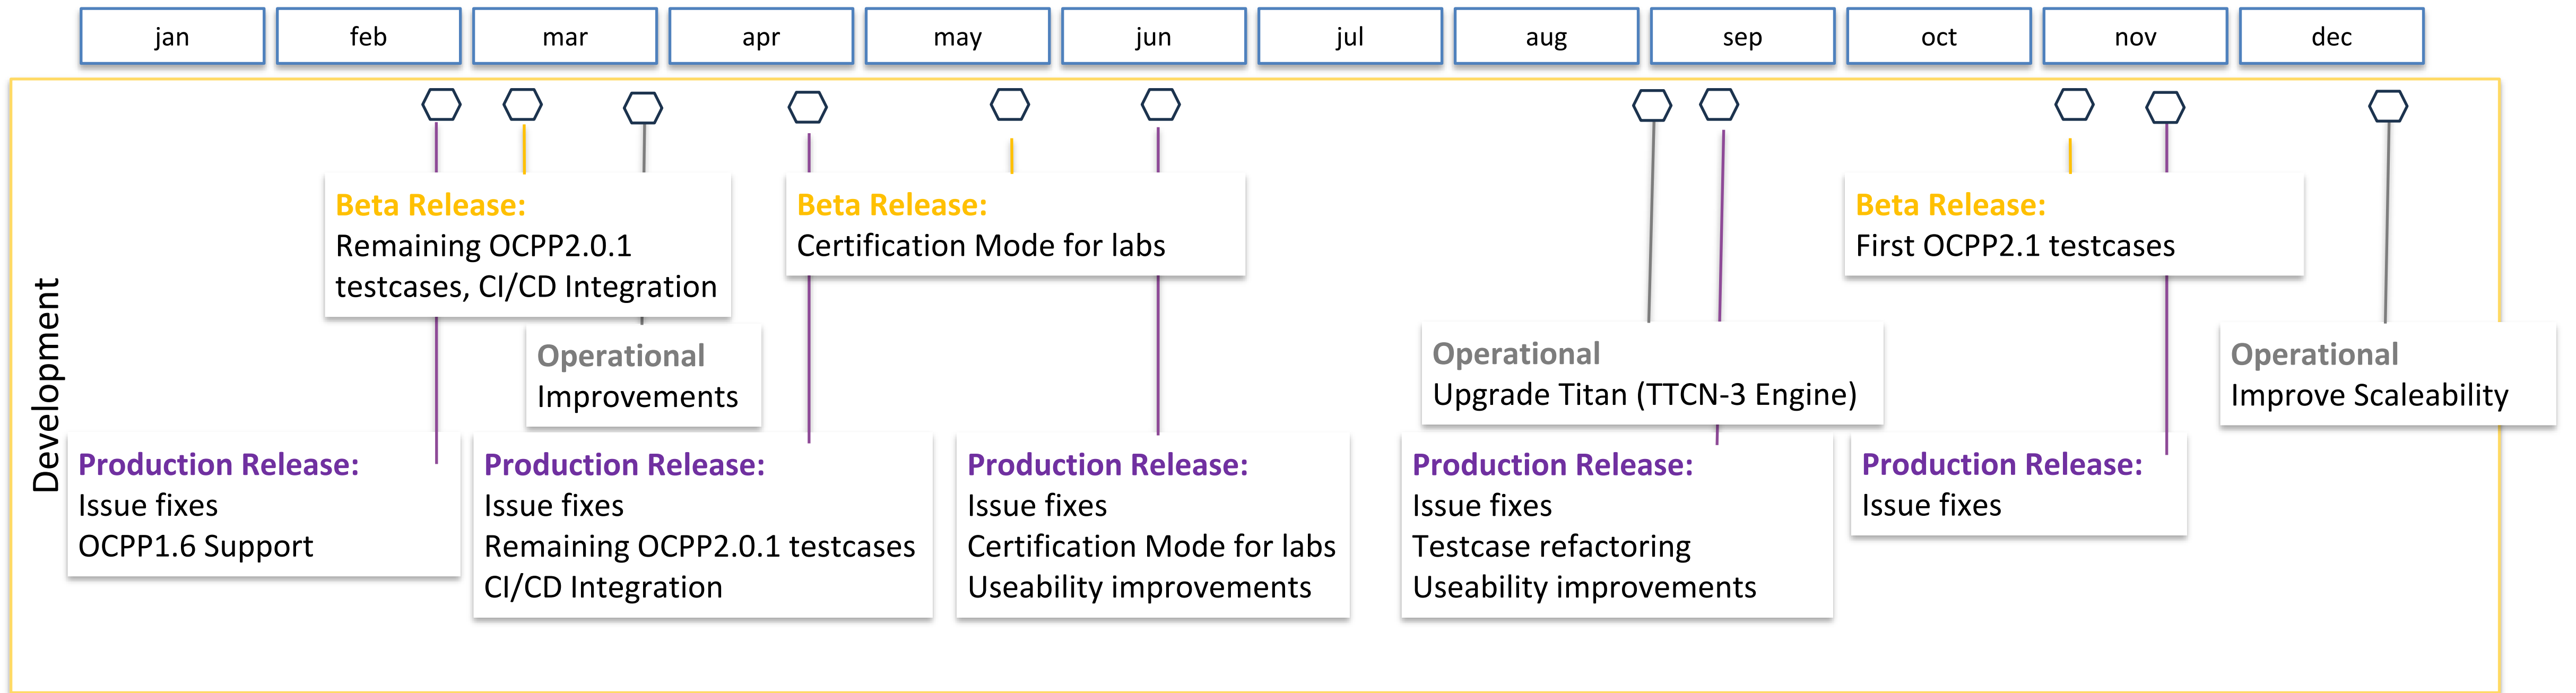 jan
feb
mar
apr
may
jun
jul
aug
sep
oct
nov
dec
Development
Beta Release:
Remaining OCPP2.0.1
testcases, CI/CD Integration
Beta Release:
Certification Mode for labs
Beta Release:
First OCPP2.1 testcases
Operational
Improvements
Operational
Upgrade Titan (TTCN-3 Engine)
Operational
Improve Scaleability
Production Release:
Issue fixes
OCPP1.6 Support
Production Release:
Issue fixes
Remaining OCPP2.0.1 testcases
CI/CD Integration
Production Release:
Issue fixes
Certification Mode for labs
Useability improvements
Production Release:
Issue fixes
Testcase refactoring
Useability improvements
Production Release:
Issue fixes